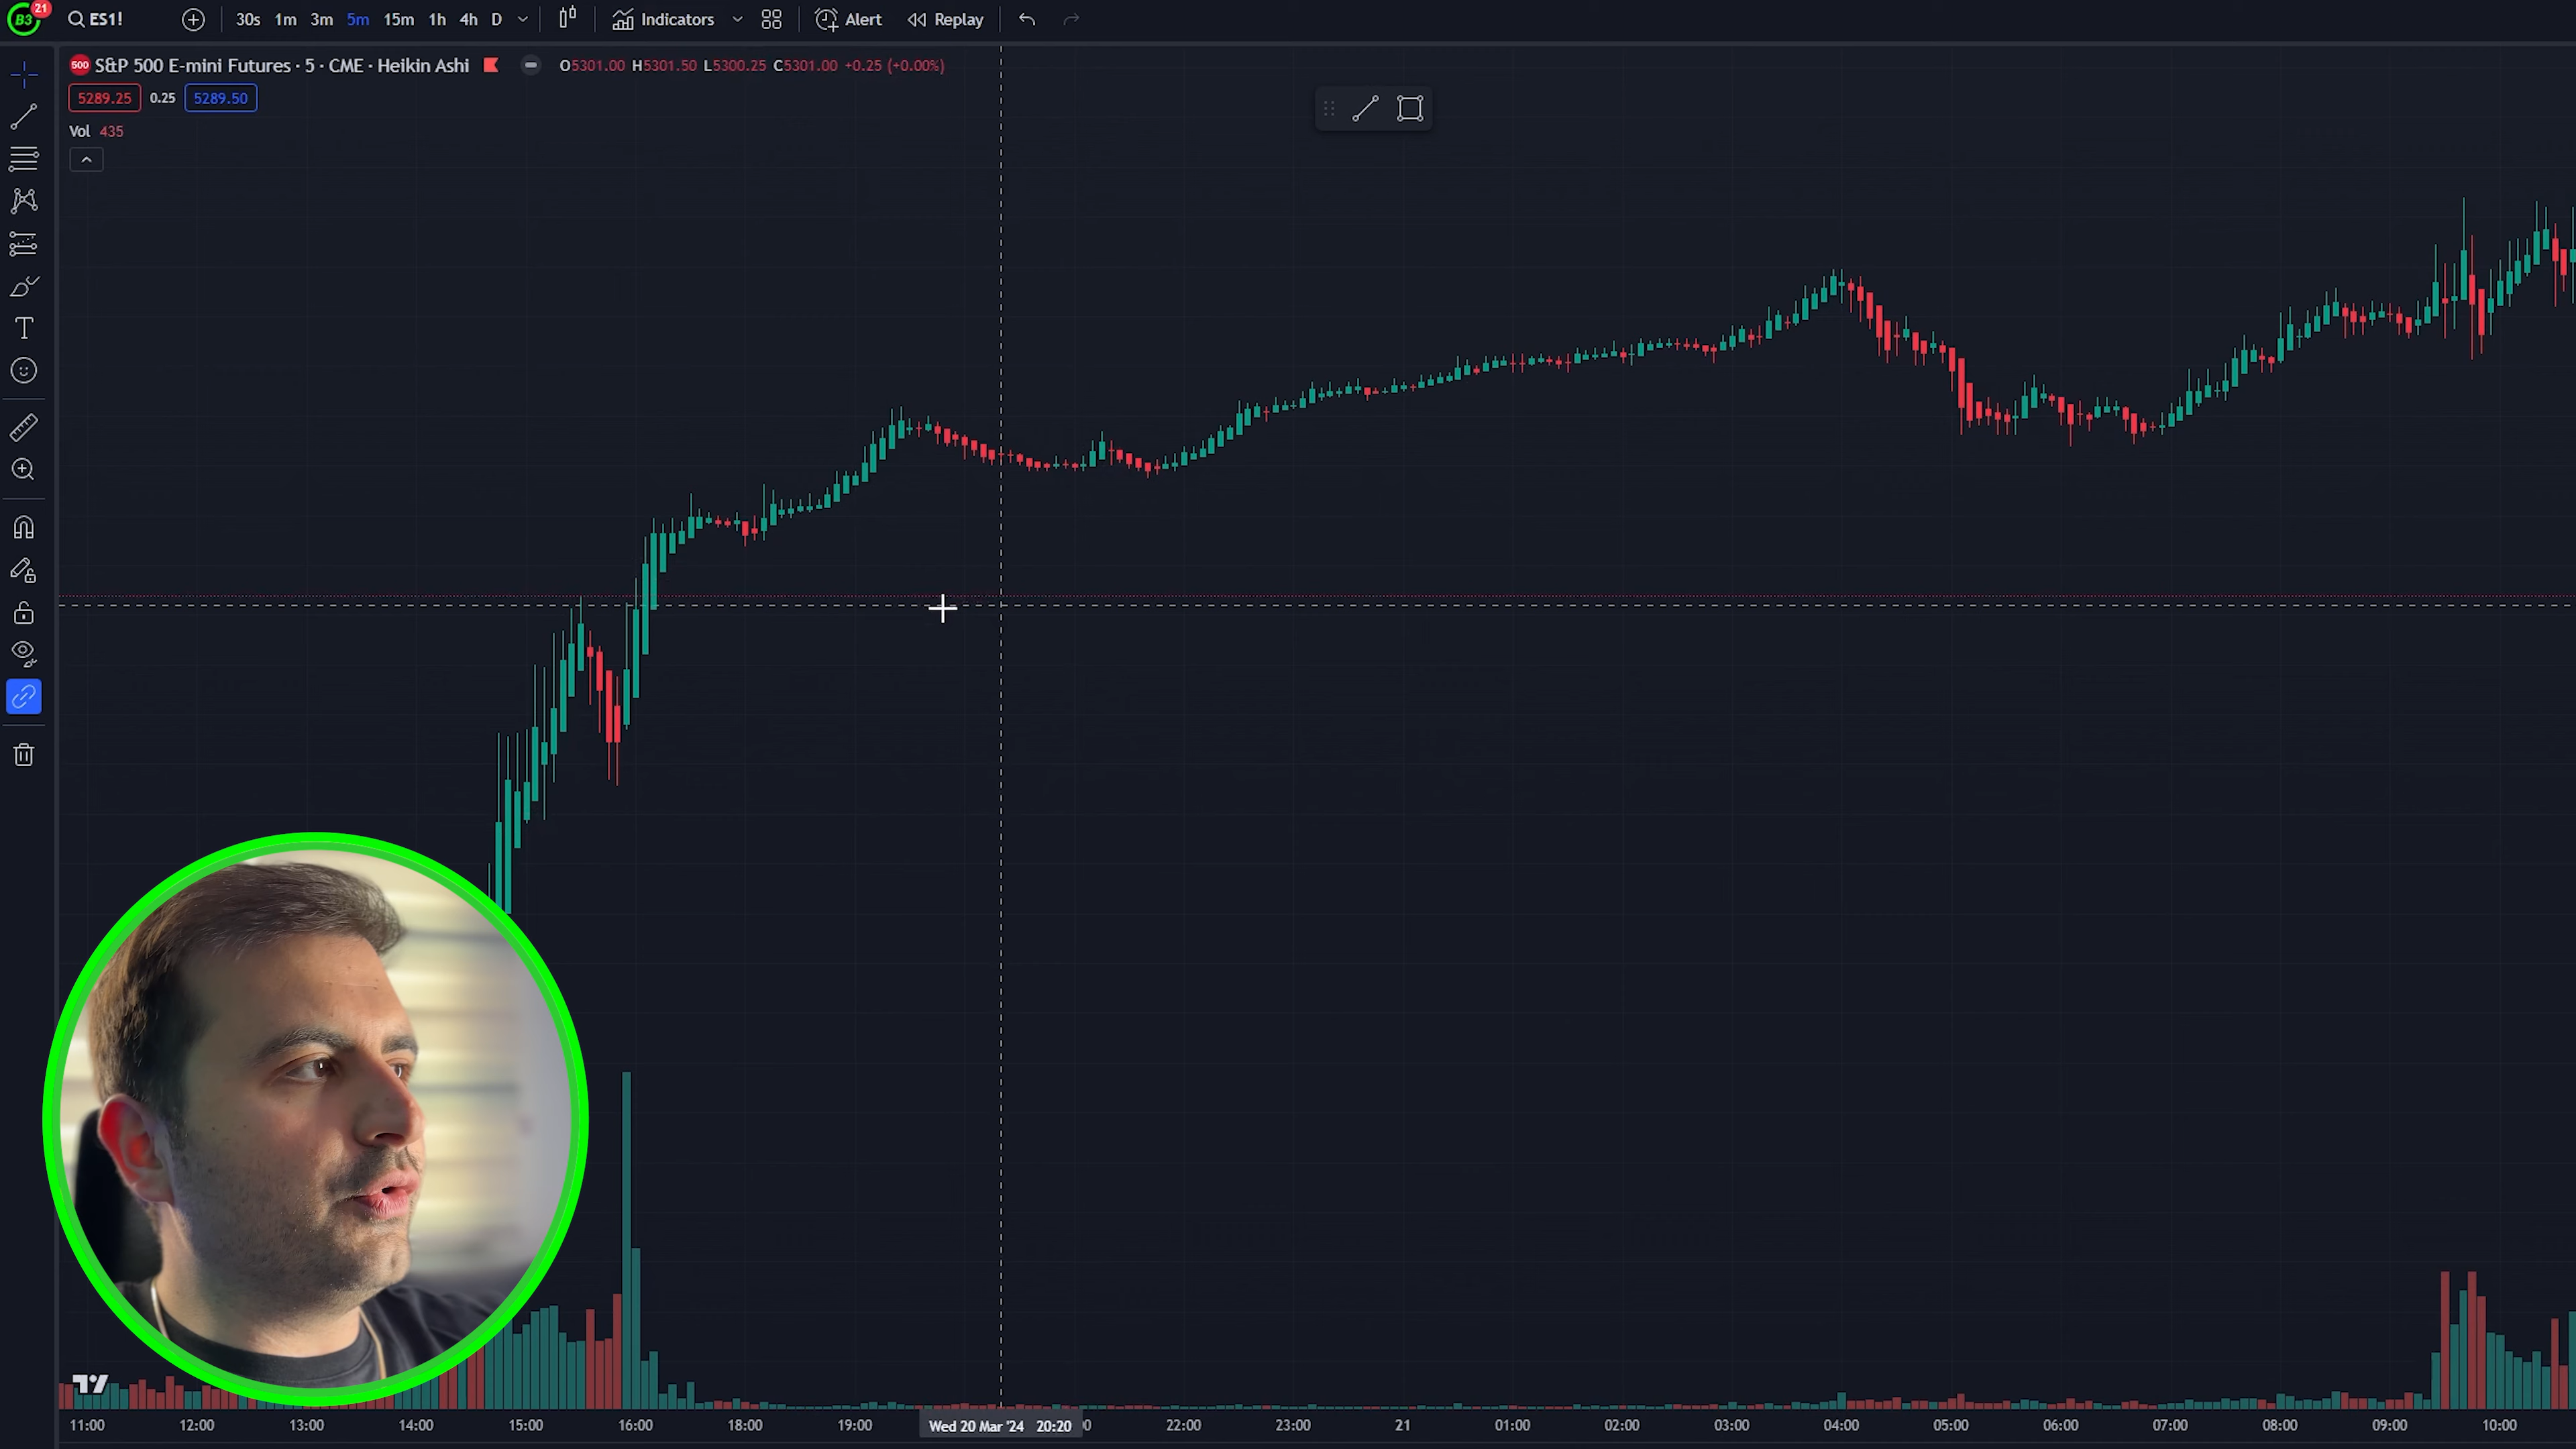 B3 21 ES1! 30s 1m 3m 5m 15m 1h 4h D Indicators Alert Replay
500 S&P 500 E-mini Futures · 5 · CME · Heikin Ashi O5301.00 H5301.50 L5300.25 C5301.00 +0.25 (+0.00%)
5289.25 0.25 5289.50
Vol 435
T
11:00 12:00 13:00 14:00 15:00 16:00 18:00 19:00 Wed 20 Mar '24 20:20 22:00 23:00 21 01:00 02:00 03:00 04:00 05:00 06:00 07:00 08:00 09:00 10:00